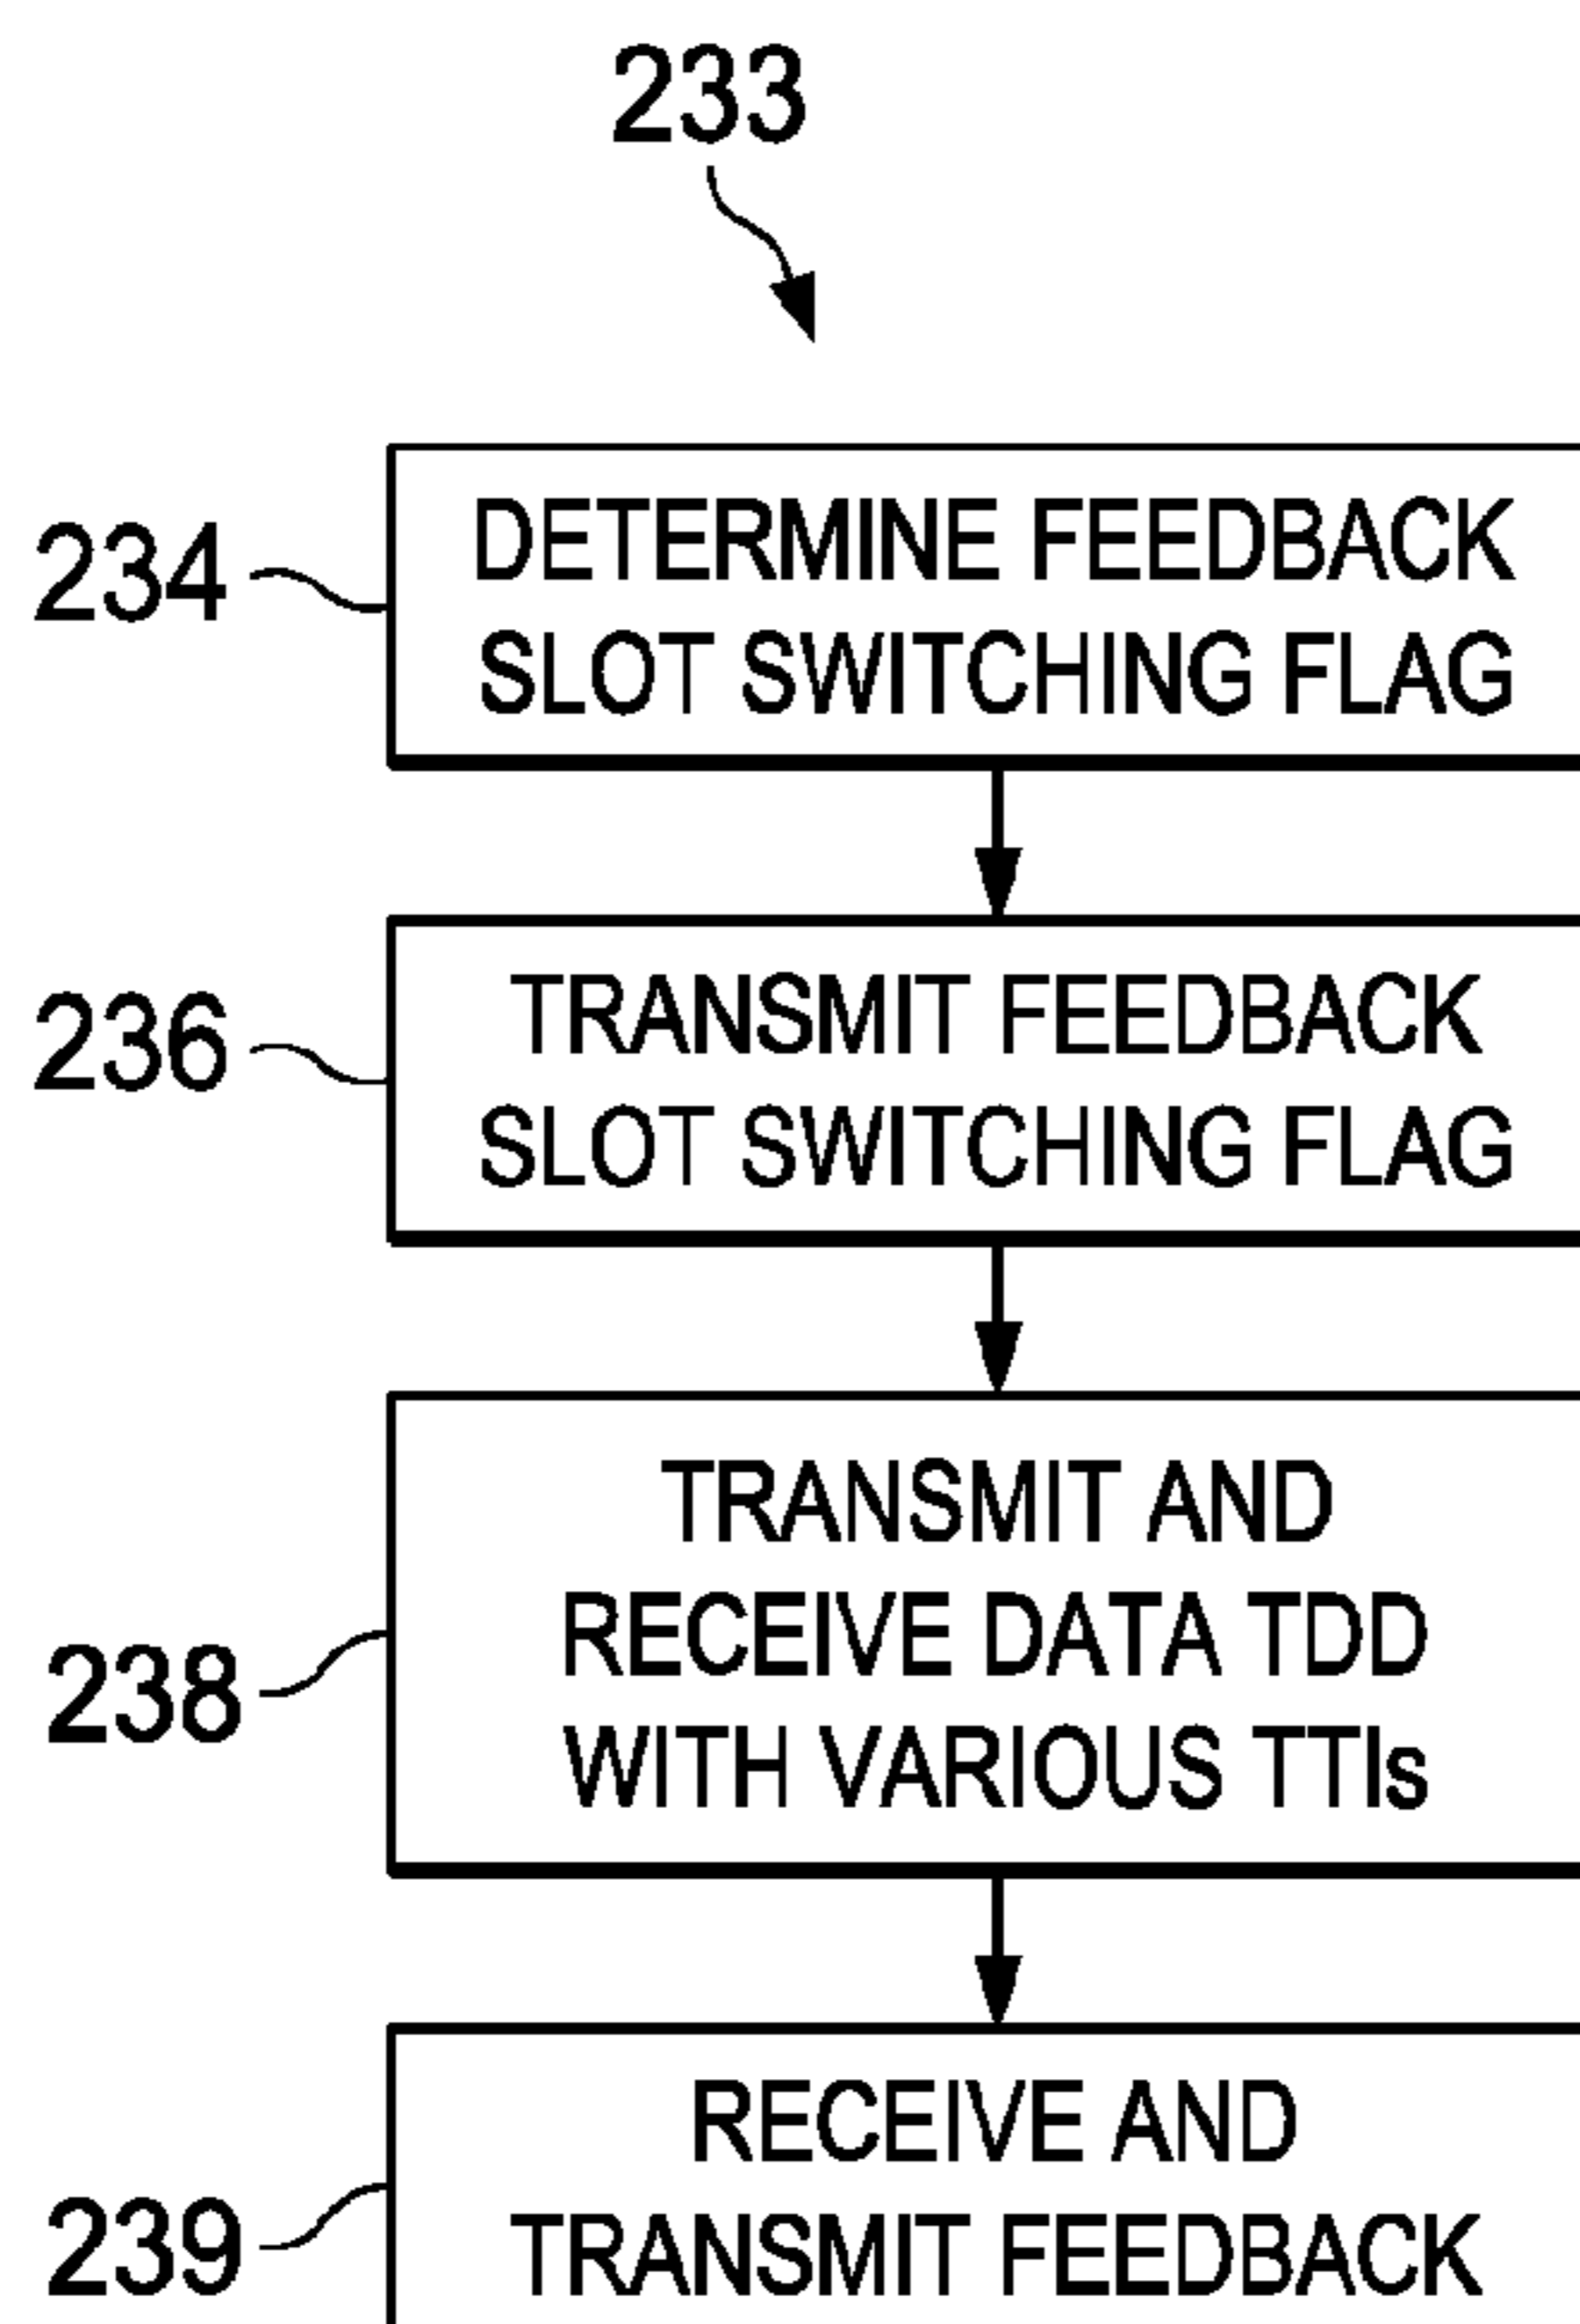 233
234
DETERMINE FEEDBACK
SLOT SWITCHING FLAG
236
TRANSMIT FEEDBACK
SLOT SWITCHING FLAG
238
TRANSMIT AND
RECEIVE DATA TDD
WITH VARIOUS TTIs
239
RECEIVE AND
TRANSMIT FEEDBACK